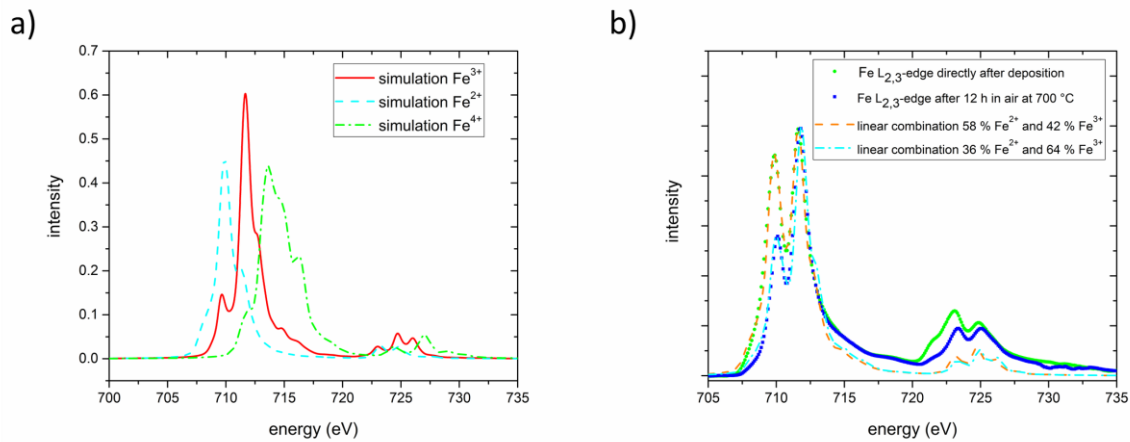 a)
0.7
0.6
0.5
0.4
0.3
0.2
0.1
0.0
intensity
simulation Fe³⁺
simulation Fe²⁺
simulation Fe⁴⁺
700 705 710 715 720 725 730 735
energy (eV)
b)
intensity
Fe L₂,₃-edge directly after deposition
Fe L₂,₃-edge after 12 h in air at 700 °C
linear combination 58 % Fe²⁺ and 42 % Fe³⁺
linear combination 36 % Fe²⁺ and 64 % Fe³⁺
705 710 715 720 725 730 735
energy (eV)